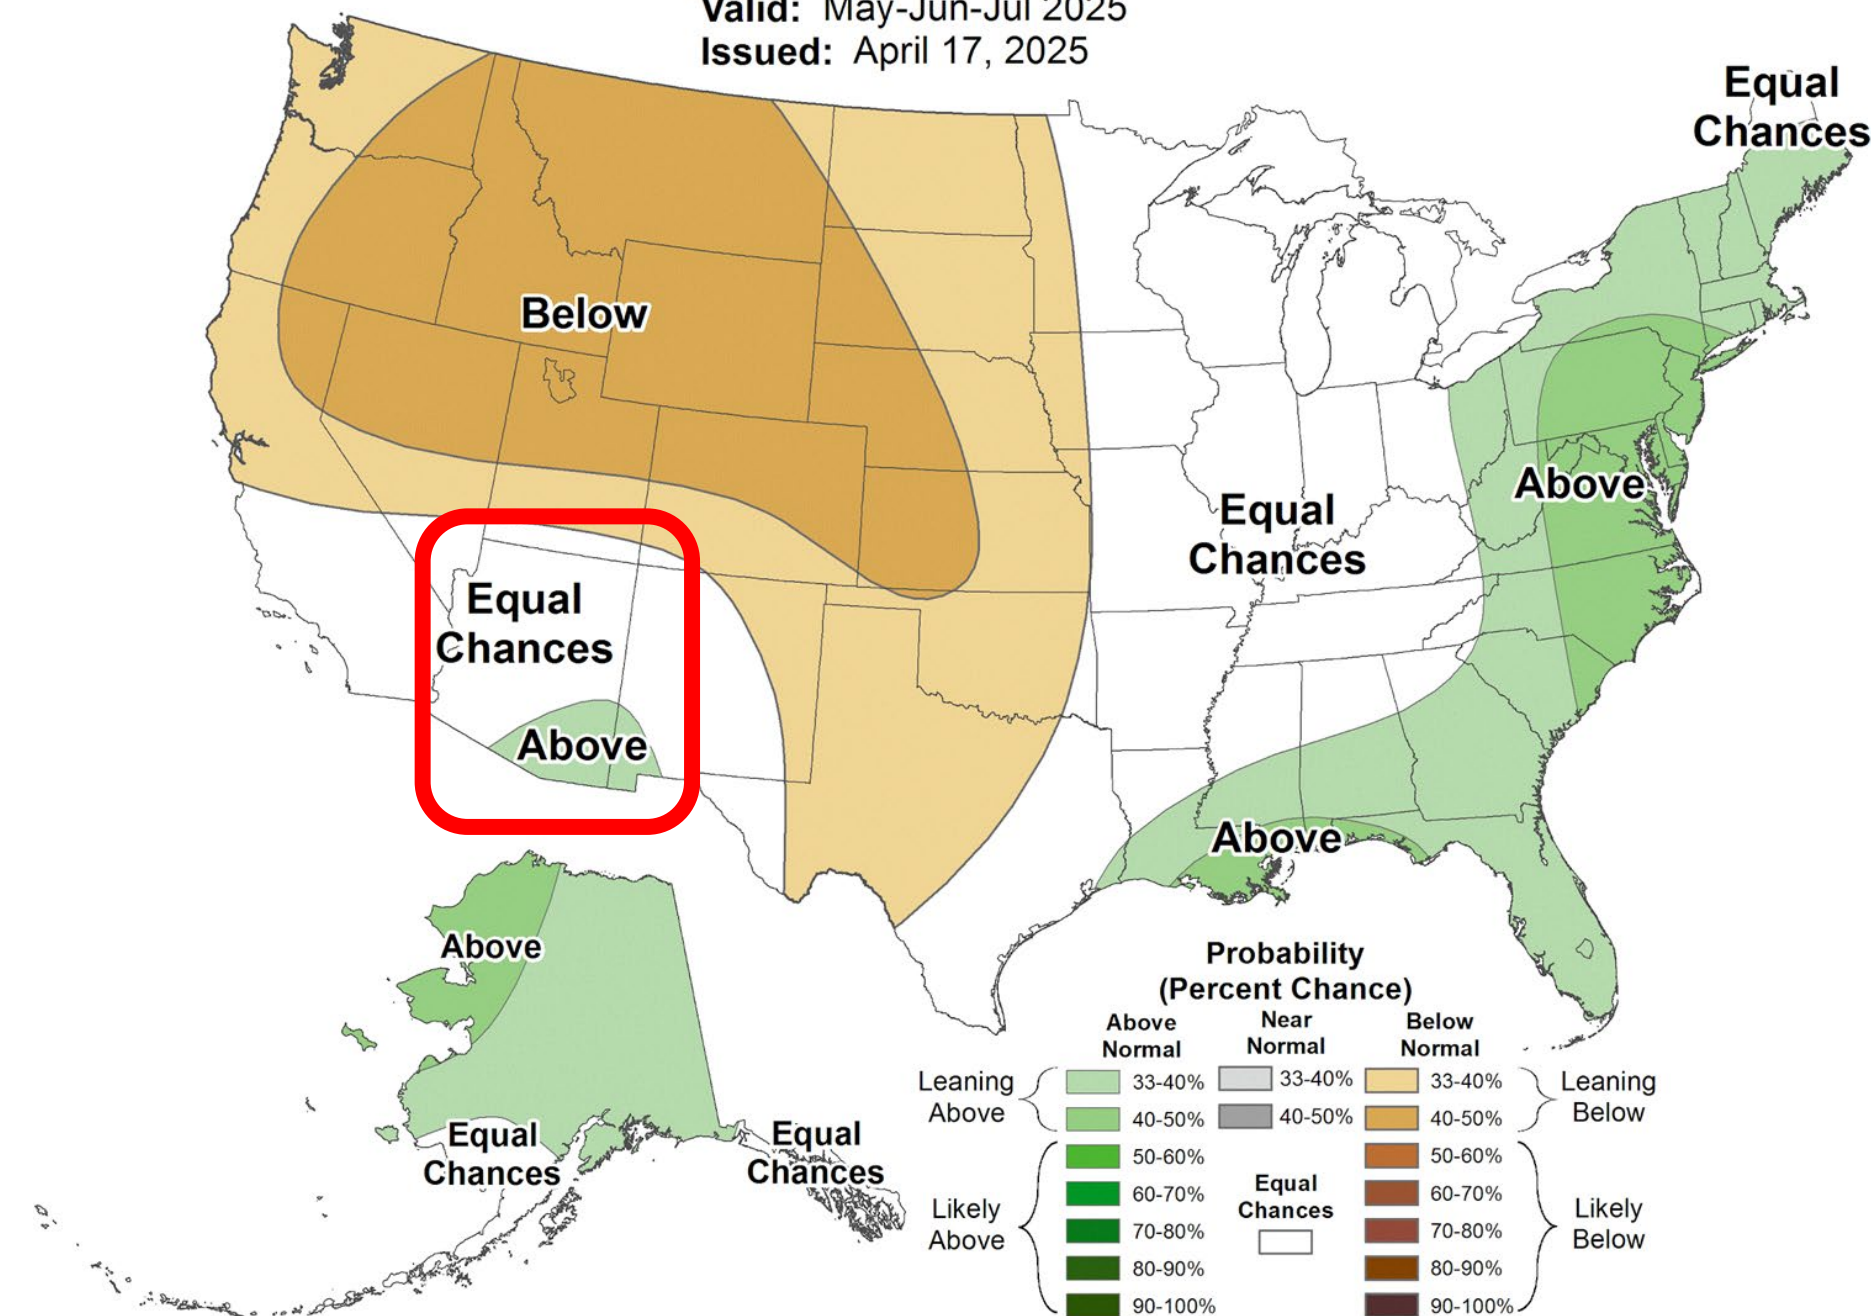 Valid: May-Jun-Jul 2025
Issued: April 17, 2025
Equal
Chances
Below
Above
Equal
Chances
Equal
Chances
Above
Above
Above
Equal
Chances
Equal
Chances
Probability
(Percent Chance)
Above
Normal
Near
Normal
Below
Normal
Leaning
Above
33-40%
33-40%
33-40%
Leaning
Below
40-50%
40-50%
40-50%
Likely
Above
50-60%
60-70%
70-80%
80-90%
90-100%
Equal
Chances
50-60%
60-70%
70-80%
80-90%
90-100%
Likely
Below